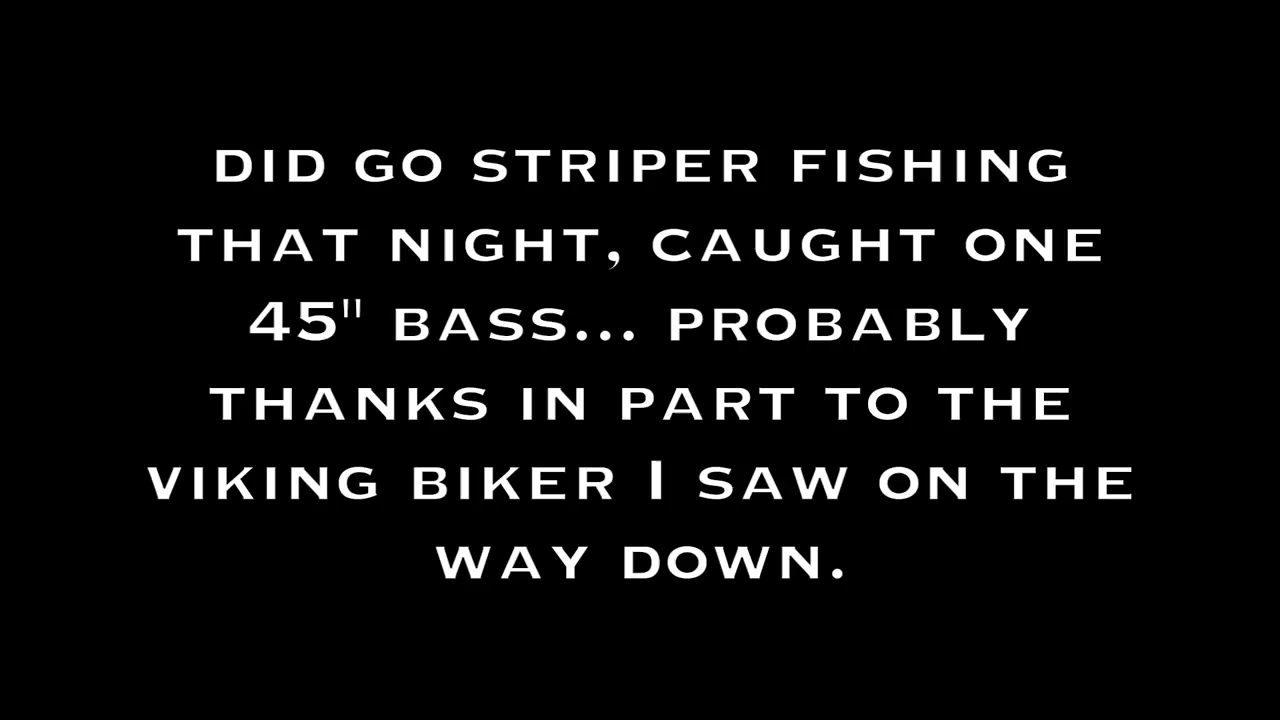 DID GO STRIPER FISHING
THAT NIGHT, CAUGHT ONE
45" BASS... PROBABLY
THANKS IN PART TO THE
VIKING BIKER I SAW ON THE
WAY DOWN.